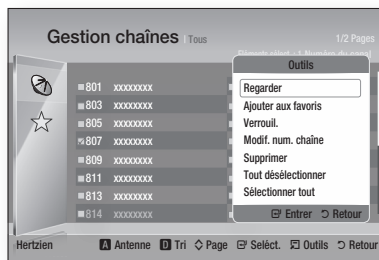 Gestion chaînes | Tous
1/2 Pages
Outils
801 xxxxxxxx
803 xxxxxxxx
805 xxxxxxxx
807 xxxxxxxx
809 xxxxxxxx
811 xxxxxxxx
813 xxxxxxxx
814 xxxxxxxx
Regarder
Ajouter aux favoris
Verrouil.
Modif. num. chaîne
Supprimer
Tout désélectionner
Sélectionner tout
Entrer Retour
Hertzien A Antenne D Tri Page Seléct. Outils Retour